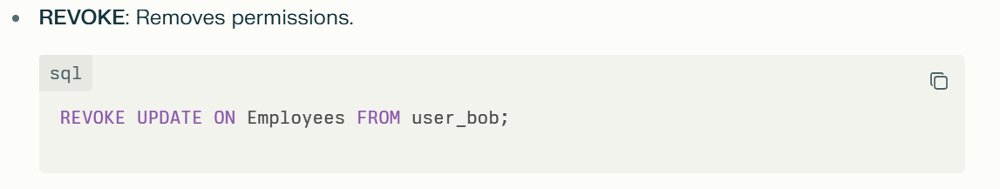 REVOKE: Removes permissions.
sql
REVOKE UPDATE ON Employees FROM user_bob;